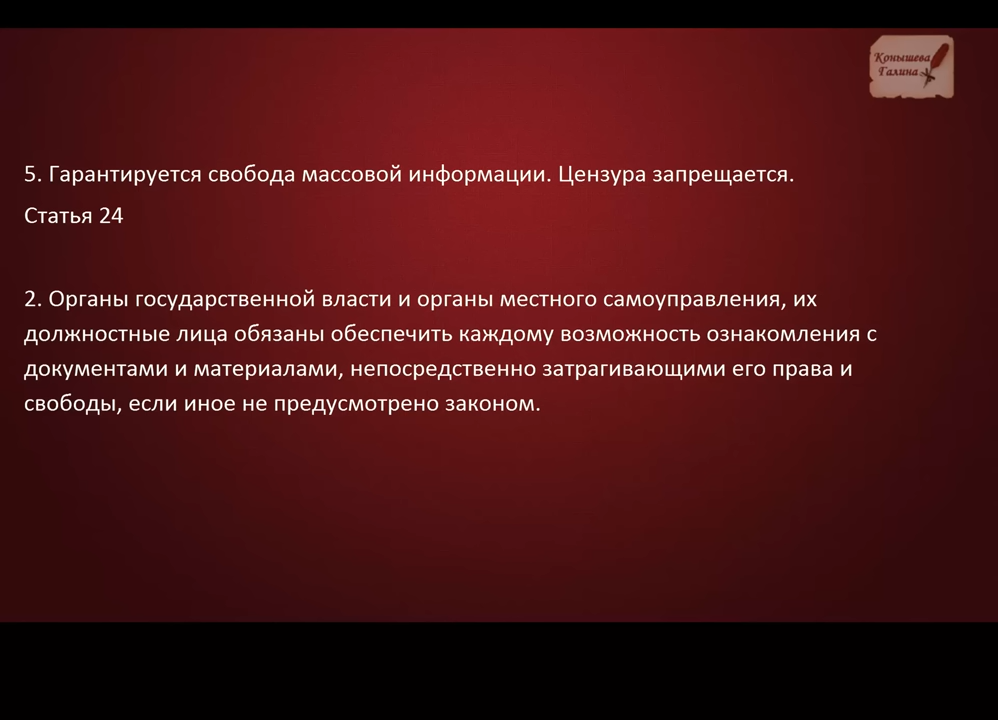 Конышева
Галина
5. Гарантируется свобода массовой информации. Цензура запрещается.
Статья 24
2. Органы государственной власти и органы местного самоуправления, их
должностные лица обязаны обеспечить каждому возможность ознакомления с
документами и материалами, непосредственно затрагивающими его права и
свободы, если иное не предусмотрено законом.